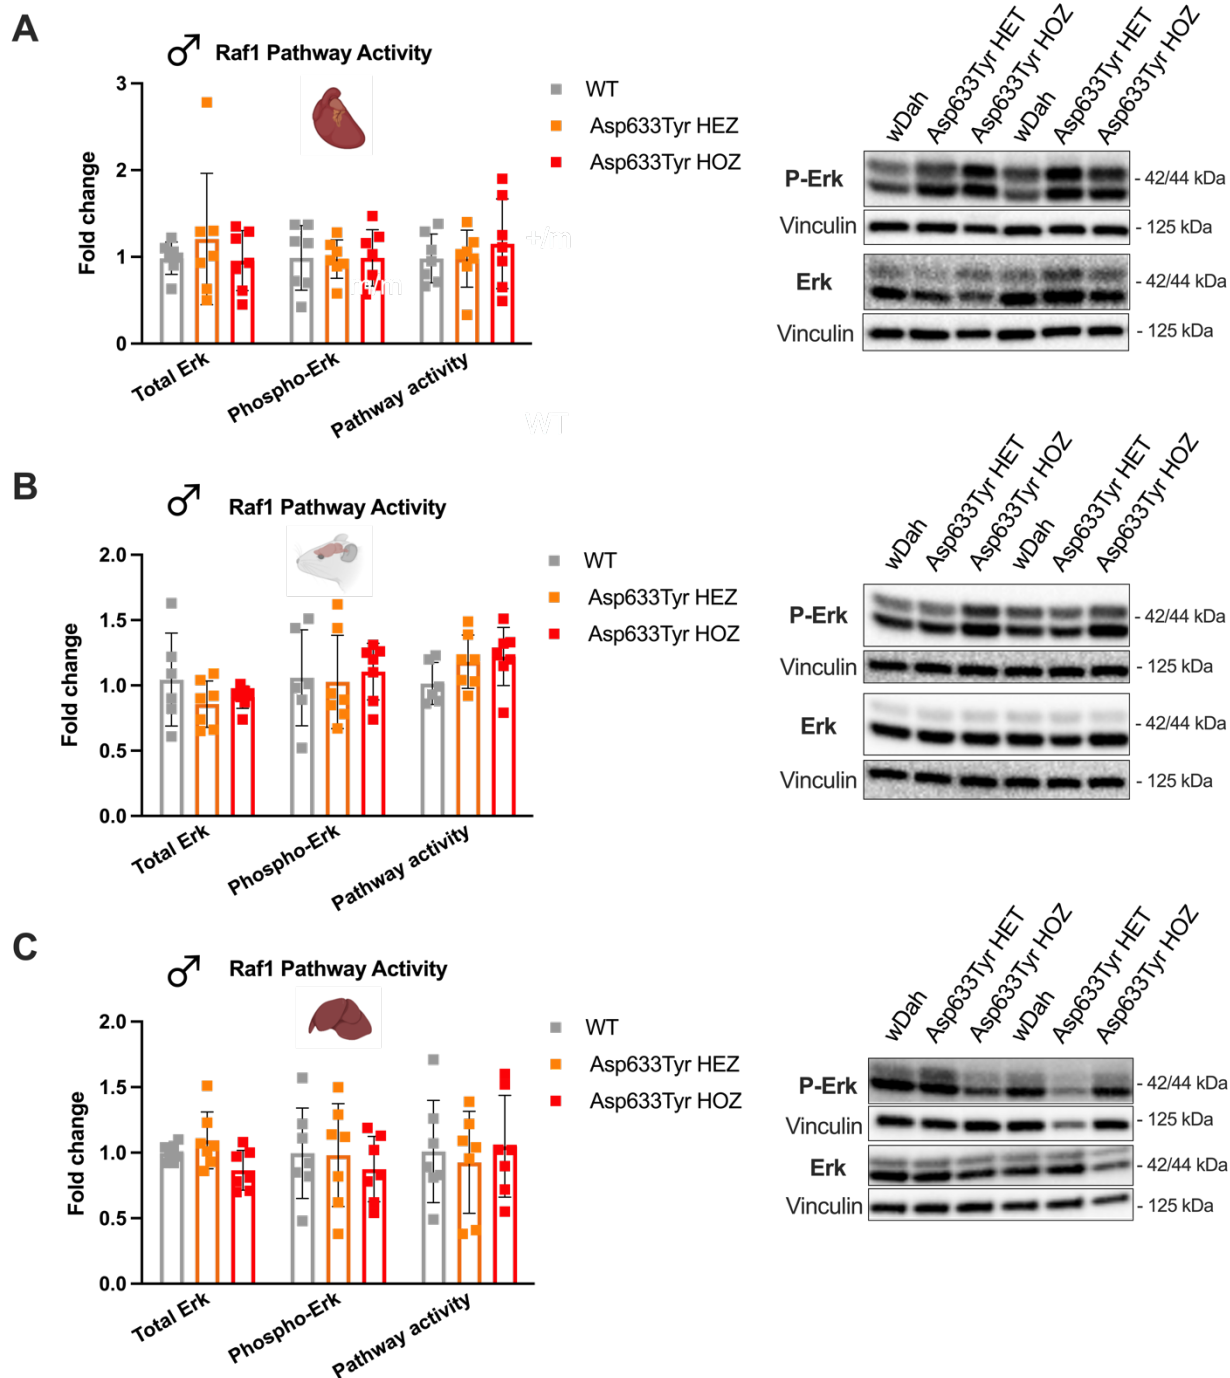 A
♂ Raf1 Pathway Activity
3
2
1
0
Fold change
Total Erk
Phospho-Erk
Pathway activity
WT
Asp633Tyr HEZ
Asp633Tyr HOZ
+/m
m/m
WT
wDah
Asp633Tyr HET
Asp633Tyr HOZ
wDah
Asp633Tyr HET
Asp633Tyr HOZ
P-Erk
- 42/44 kDa
Vinculin
- 125 kDa
Erk
- 42/44 kDa
Vinculin
- 125 kDa
B
♂ Raf1 Pathway Activity
2.0
1.5
1.0
0.5
0.0
Fold change
Total Erk
Phospho-Erk
Pathway activity
WT
Asp633Tyr HEZ
Asp633Tyr HOZ
wDah
Asp633Tyr HET
Asp633Tyr HOZ
wDah
Asp633Tyr HET
Asp633Tyr HOZ
P-Erk
- 42/44 kDa
Vinculin
- 125 kDa
Erk
- 42/44 kDa
Vinculin
- 125 kDa
C
♂ Raf1 Pathway Activity
2.0
1.5
1.0
0.5
0.0
Fold change
Total Erk
Phospho-Erk
Pathway activity
WT
Asp633Tyr HEZ
Asp633Tyr HOZ
wDah
Asp633Tyr HET
Asp633Tyr HOZ
wDah
Asp633Tyr HET
Asp633Tyr HOZ
P-Erk
- 42/44 kDa
Vinculin
- 125 kDa
Erk
- 42/44 kDa
Vinculin
- 125 kDa